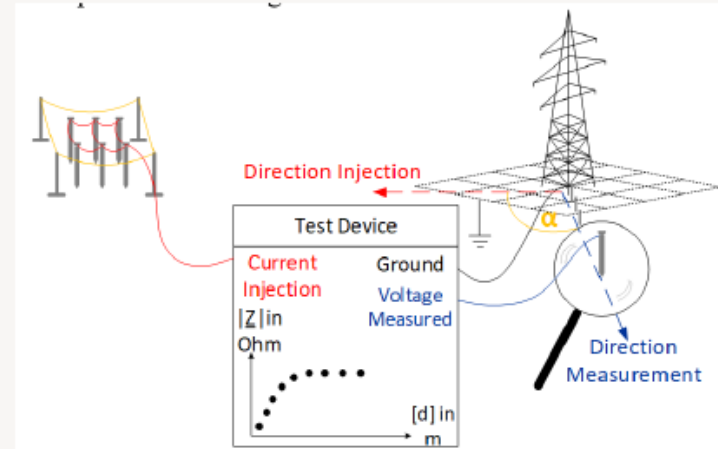 Direction Injection
α
Test Device
Current
Injection
Ground
Voltage
Measured
|Z|in
Ohm
[d] in
m
Direction
Measurement